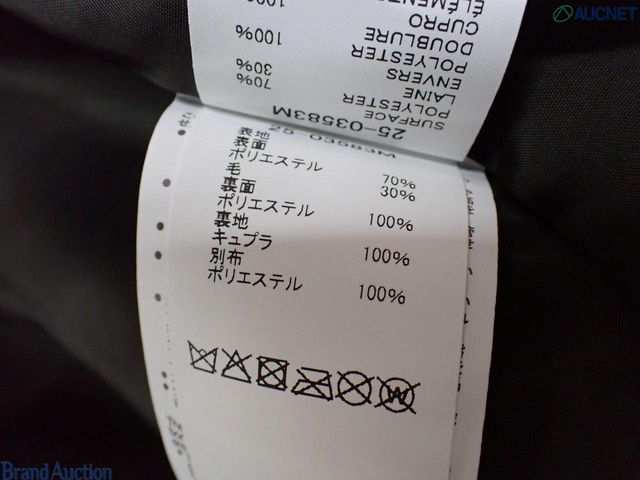 AUCNET
100%
ÉLÉMENT
CUPRO
100%
DOUBLURE
POLYESTER
100%
ENVERS
LAINE
30%
POLYESTER
70%
SURFACE
25-03583M
表地
表面
ポリエステル 70%
毛 30%
裏面
ポリエステル 100%
裏地
キュプラ 100%
別布
ポリエステル 100%
W
Brand Auction